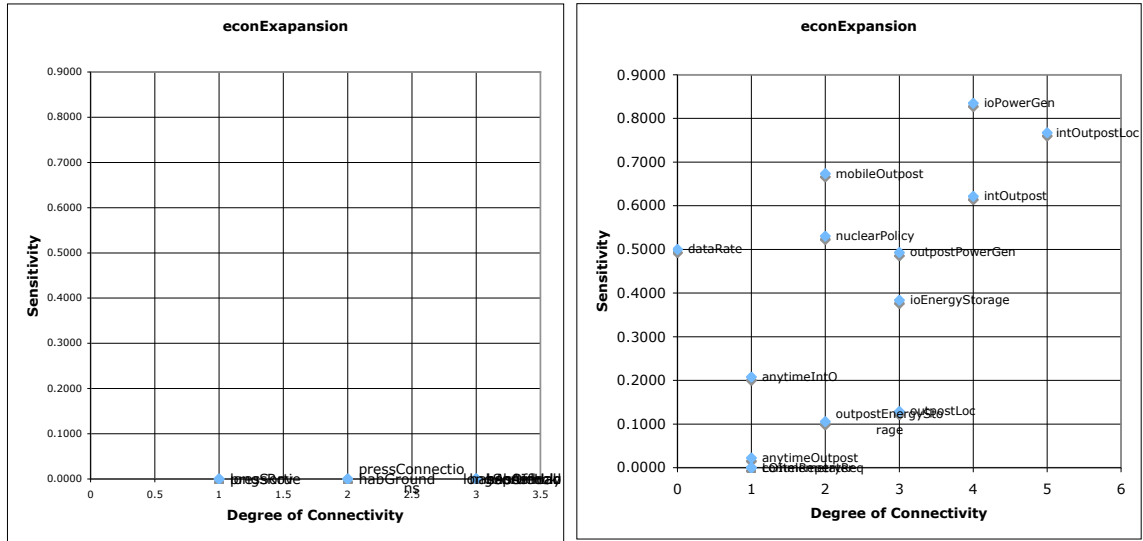 econExapansion
Sensitivity
0.9000
0.8000
0.7000
0.6000
0.5000
0.4000
0.3000
0.2000
0.1000
0.0000
pressConnectio
ns
habGround
0 0.5 1 1.5 2 2.5 3 3.5
Degree of Connectivity
econExpansion
Sensitivity
0.9000
0.8000
0.7000
0.6000
0.5000
0.4000
0.3000
0.2000
0.1000
0.0000
ioPowerGen
intOutpostLoc
mobileOutpost
intOutpost
nuclearPolicy
dataRate
outpostPowerGen
ioEnergyStorage
anytimeIntO
outpostLoc
outpostEnergySto
rage
anytimeOutpost
0 1 2 3 4 5 6
Degree of Connectivity